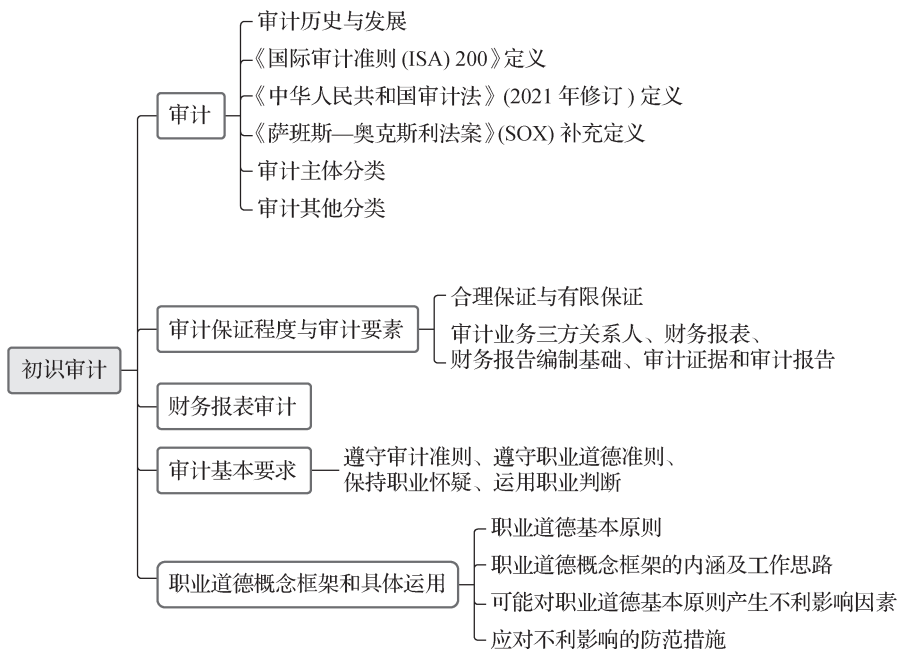 初识审计
审计
审计历史与发展
《国际审计准则 (ISA) 200》定义
《中华人民共和国审计法》(2021 年修订 ) 定义
《萨班斯—奥克斯利法案》(SOX) 补充定义
审计主体分类
审计其他分类
审计保证程度与审计要素
合理保证与有限保证
审计业务三方关系人、财务报表、
财务报告编制基础、审计证据和审计报告
财务报表审计
审计基本要求
遵守审计准则、遵守职业道德准则、
保持职业怀疑、运用职业判断
职业道德概念框架和具体运用
职业道德基本原则
职业道德概念框架的内涵及工作思路
可能对职业道德基本原则产生不利影响因素
应对不利影响的防范措施